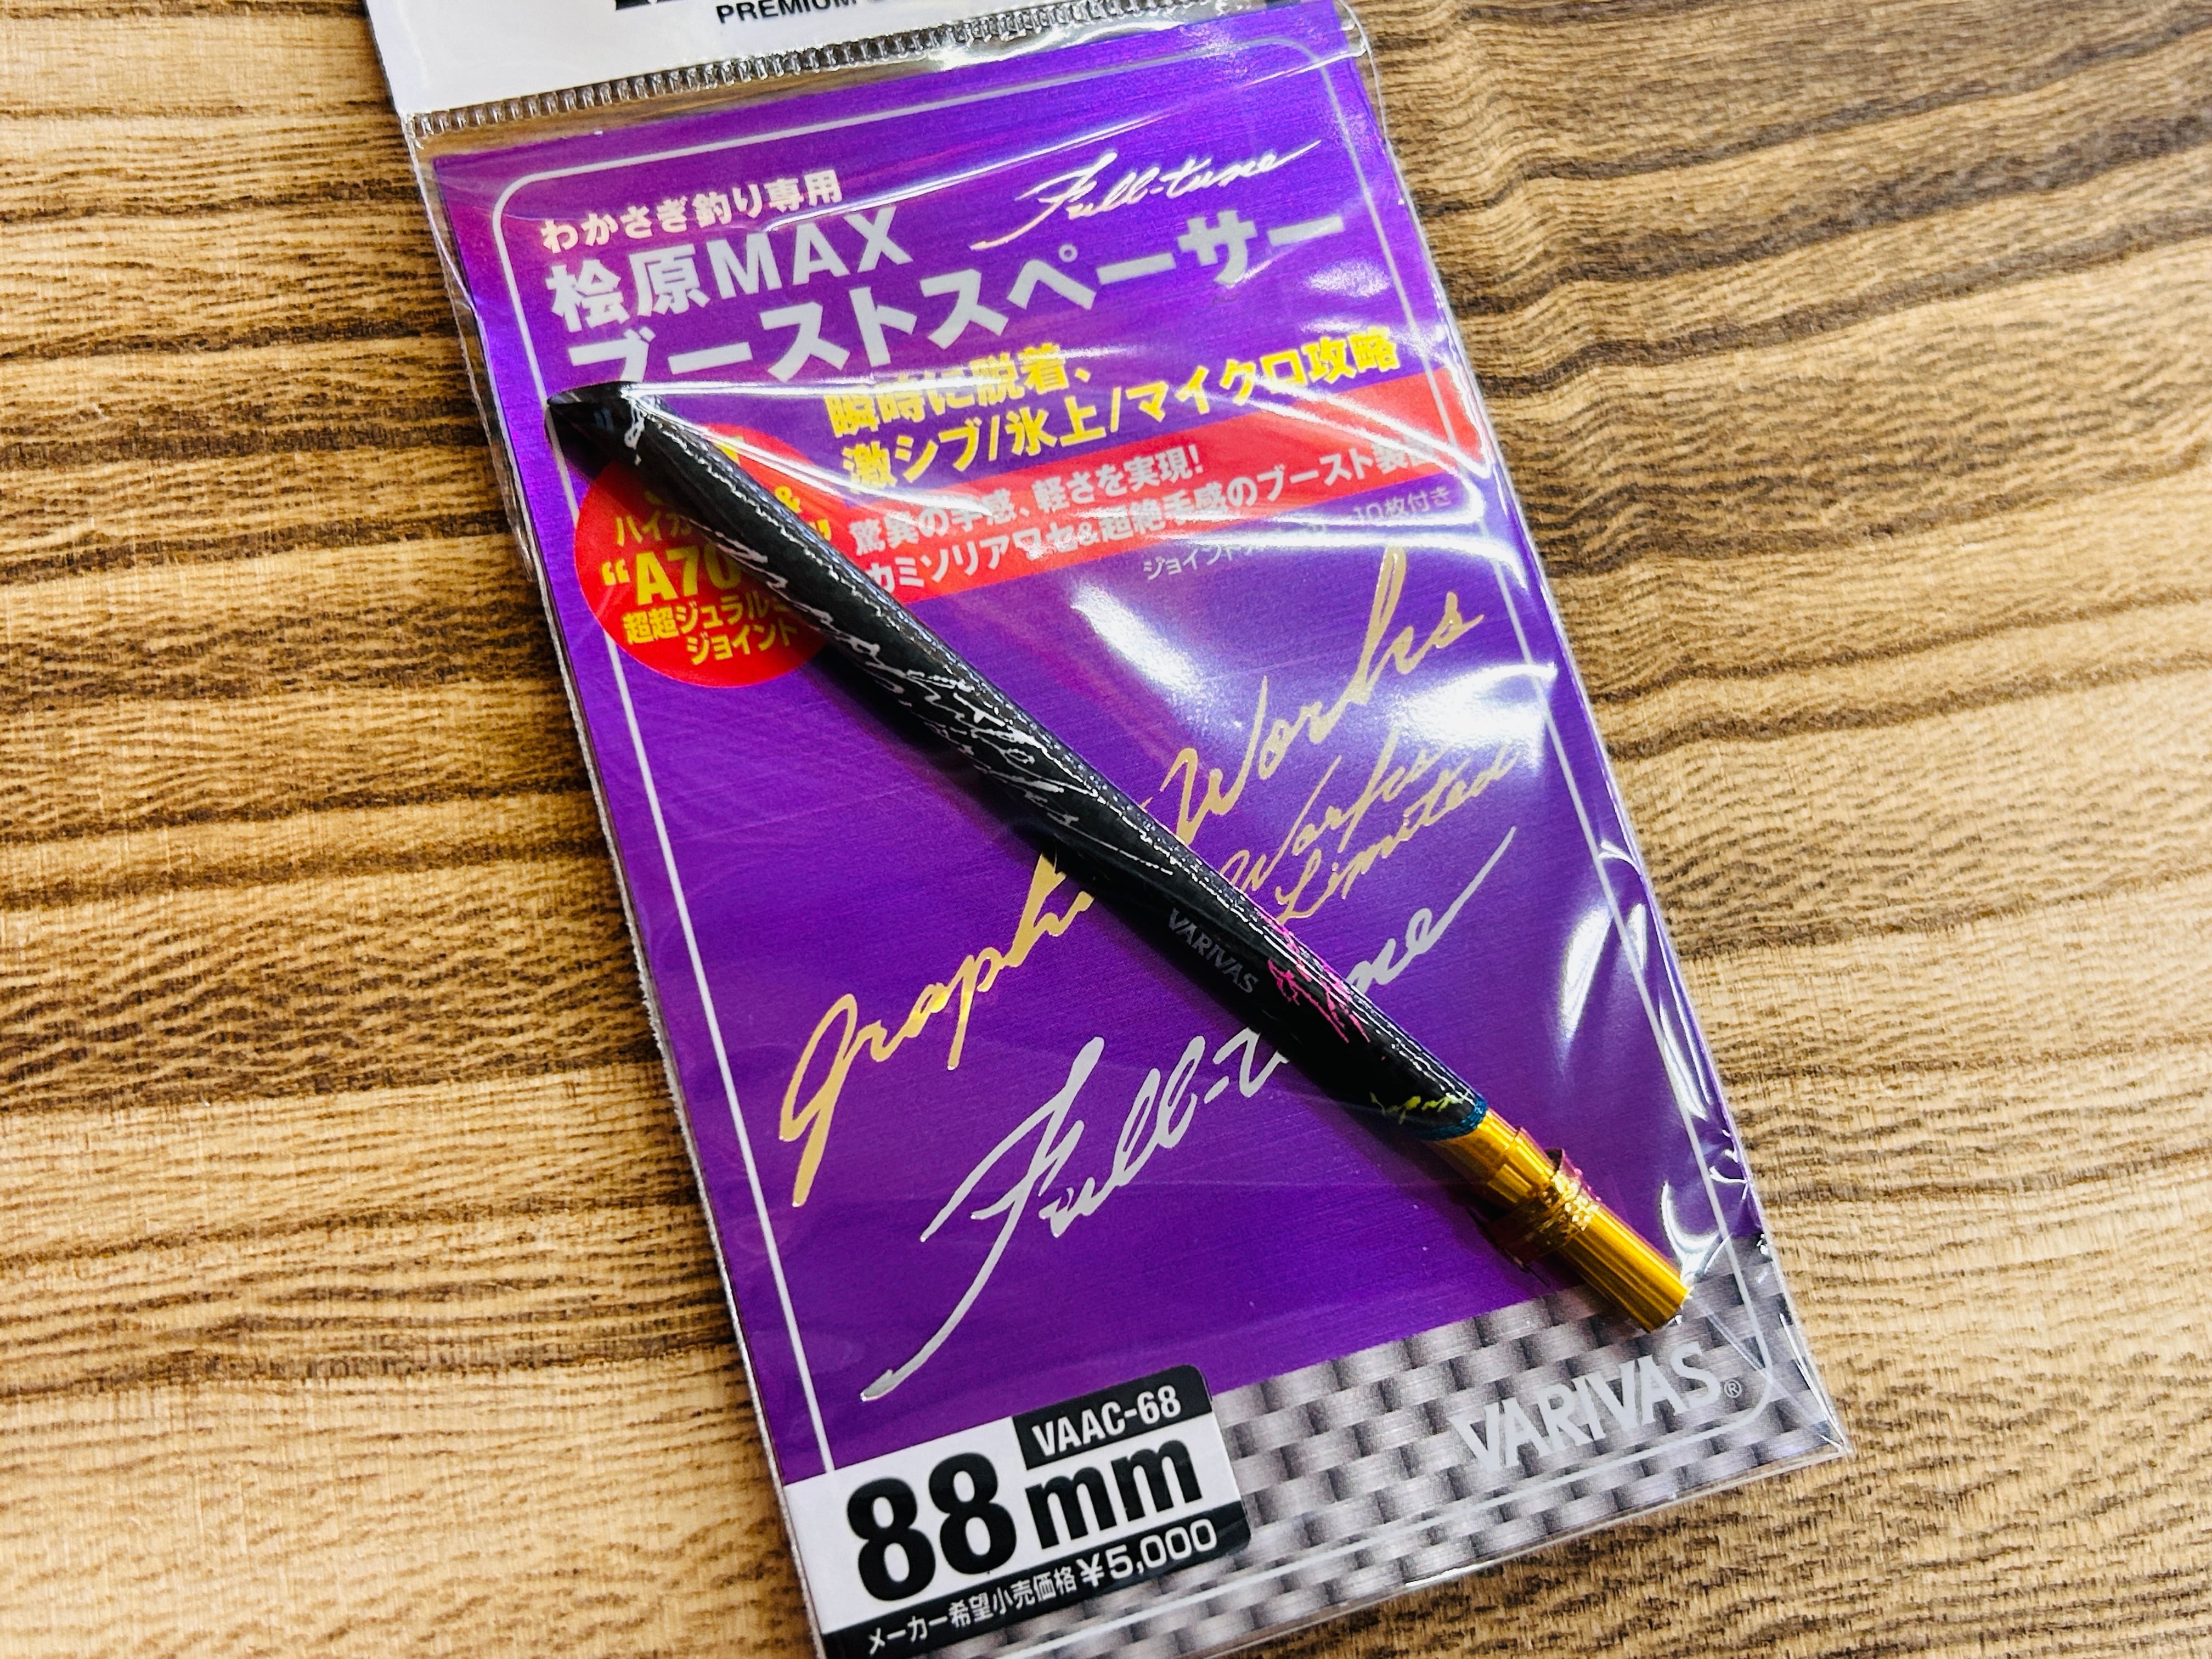 PREMIUM
Full-tune
わかさぎ釣り専用
桧原MAX
ブーストスペーサー
瞬時に脱着、
激シブ/氷上/マイクロ攻略
驚異の手感、軽さを実現!
カミソリアワセ&超絶手感のブースト
ジョイント 10枚付き
&
超超ジュラル
ジョイント
Works
Works
Limited
VARIVAS
Full-tune
VAAC-68
88mm
メーカー希望小売価格¥5,000
VARIVAS®